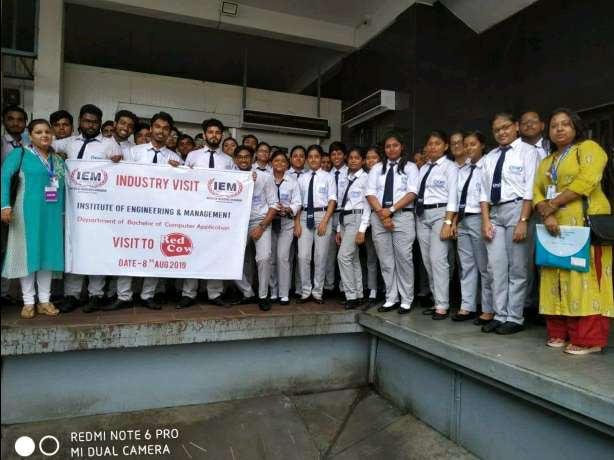 IEM INDUSTRY VISIT IEM
INSTITUTE OF ENGINEERING & MANAGEMENT
Department of Bachelor of Computer Application
VISIT TO Red Cow
DATE-8TH AUG 2019
REDMI NOTE 6 PRO
MI DUAL CAMERA